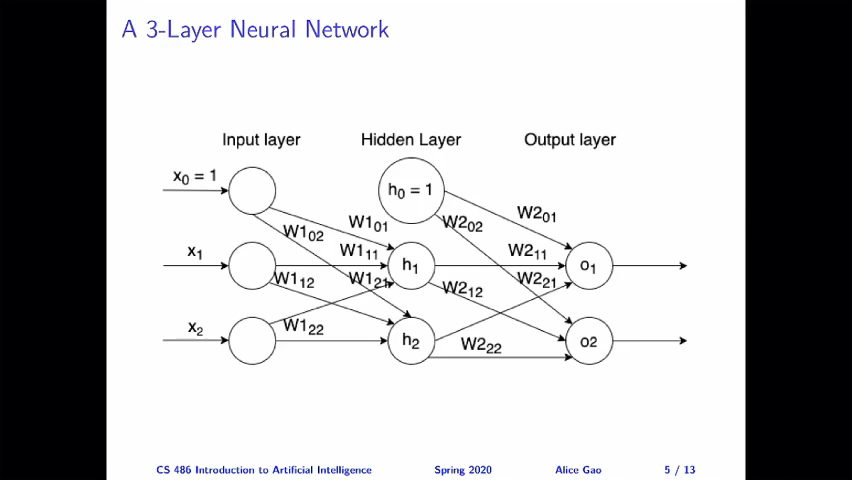 A 3-Layer Neural Network
Input layer Hidden Layer Output layer
x0 = 1
h0 = 1
W101
W102
W201
W202
x1
W111
h1
W211
o1
W112
W121
W212
W221
x2
W122
h2
W222
o2
CS 486 Introduction to Artificial Intelligence Spring 2020 Alice Gao 5 / 13